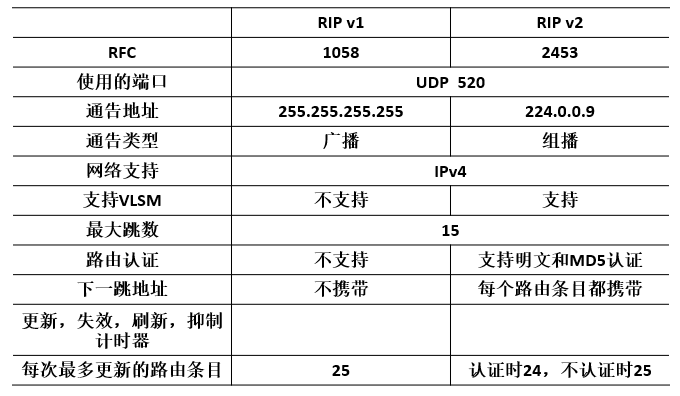 RIP v1 RIP v2
RFC 1058 2453
使用的端口 UDP 520
通告地址 255.255.255.255 224.0.0.9
通告类型 广播 组播
网络支持 IPv4
支持VLSM 不支持 支持
最大跳数 15
路由认证 不支持 支持明文和MD5认证
下一跳地址 不携带 每个路由条目都携带
更新，失效，刷新，抑制
计时器
每次最多更新的路由条目 25 认证时24，不认证时25